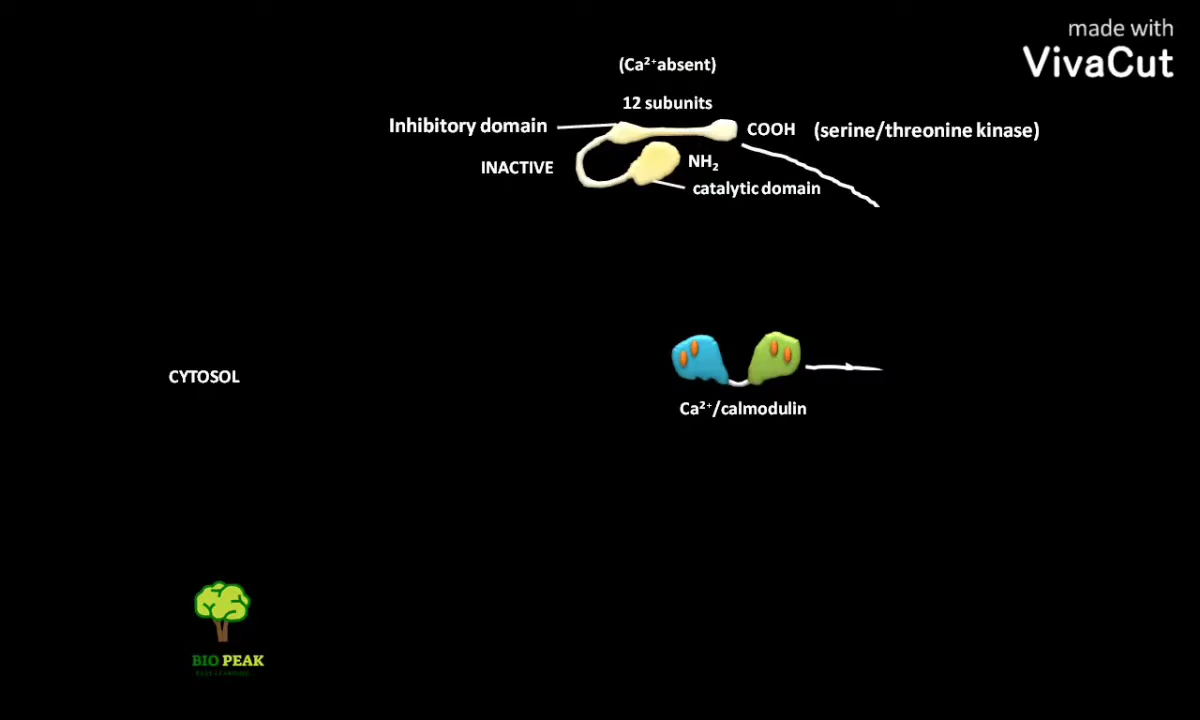 made with
VivaCut
(Ca²⁺absent)
12 subunits
Inhibitory domain
COOH
(serine/threonine kinase)
INACTIVE
NH₂
catalytic domain
CYTOSOL
Ca²⁺/calmodulin
BIO PEAK